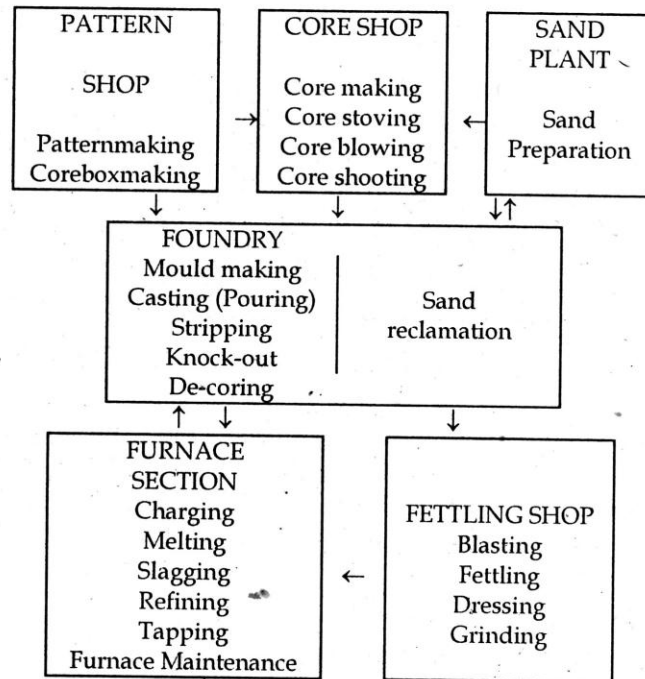 PATTERN
SHOP
Patternmaking
Coreboxmaking
→
CORE SHOP
Core making
Core stoving
Core blowing
Core shooting
←
SAND
PLANT
Sand
Preparation
↓
↓
↓↑
FOUNDRY
Mould making
Casting (Pouring)
Stripping
Knock-out
De-coring
Sand
reclamation
↑ ↓
↓
FURNACE
SECTION
Charging
Melting
Slagging
Refining
Tapping
Furnace Maintenance
←
FETTLING SHOP
Blasting
Fettling
Dressing
Grinding